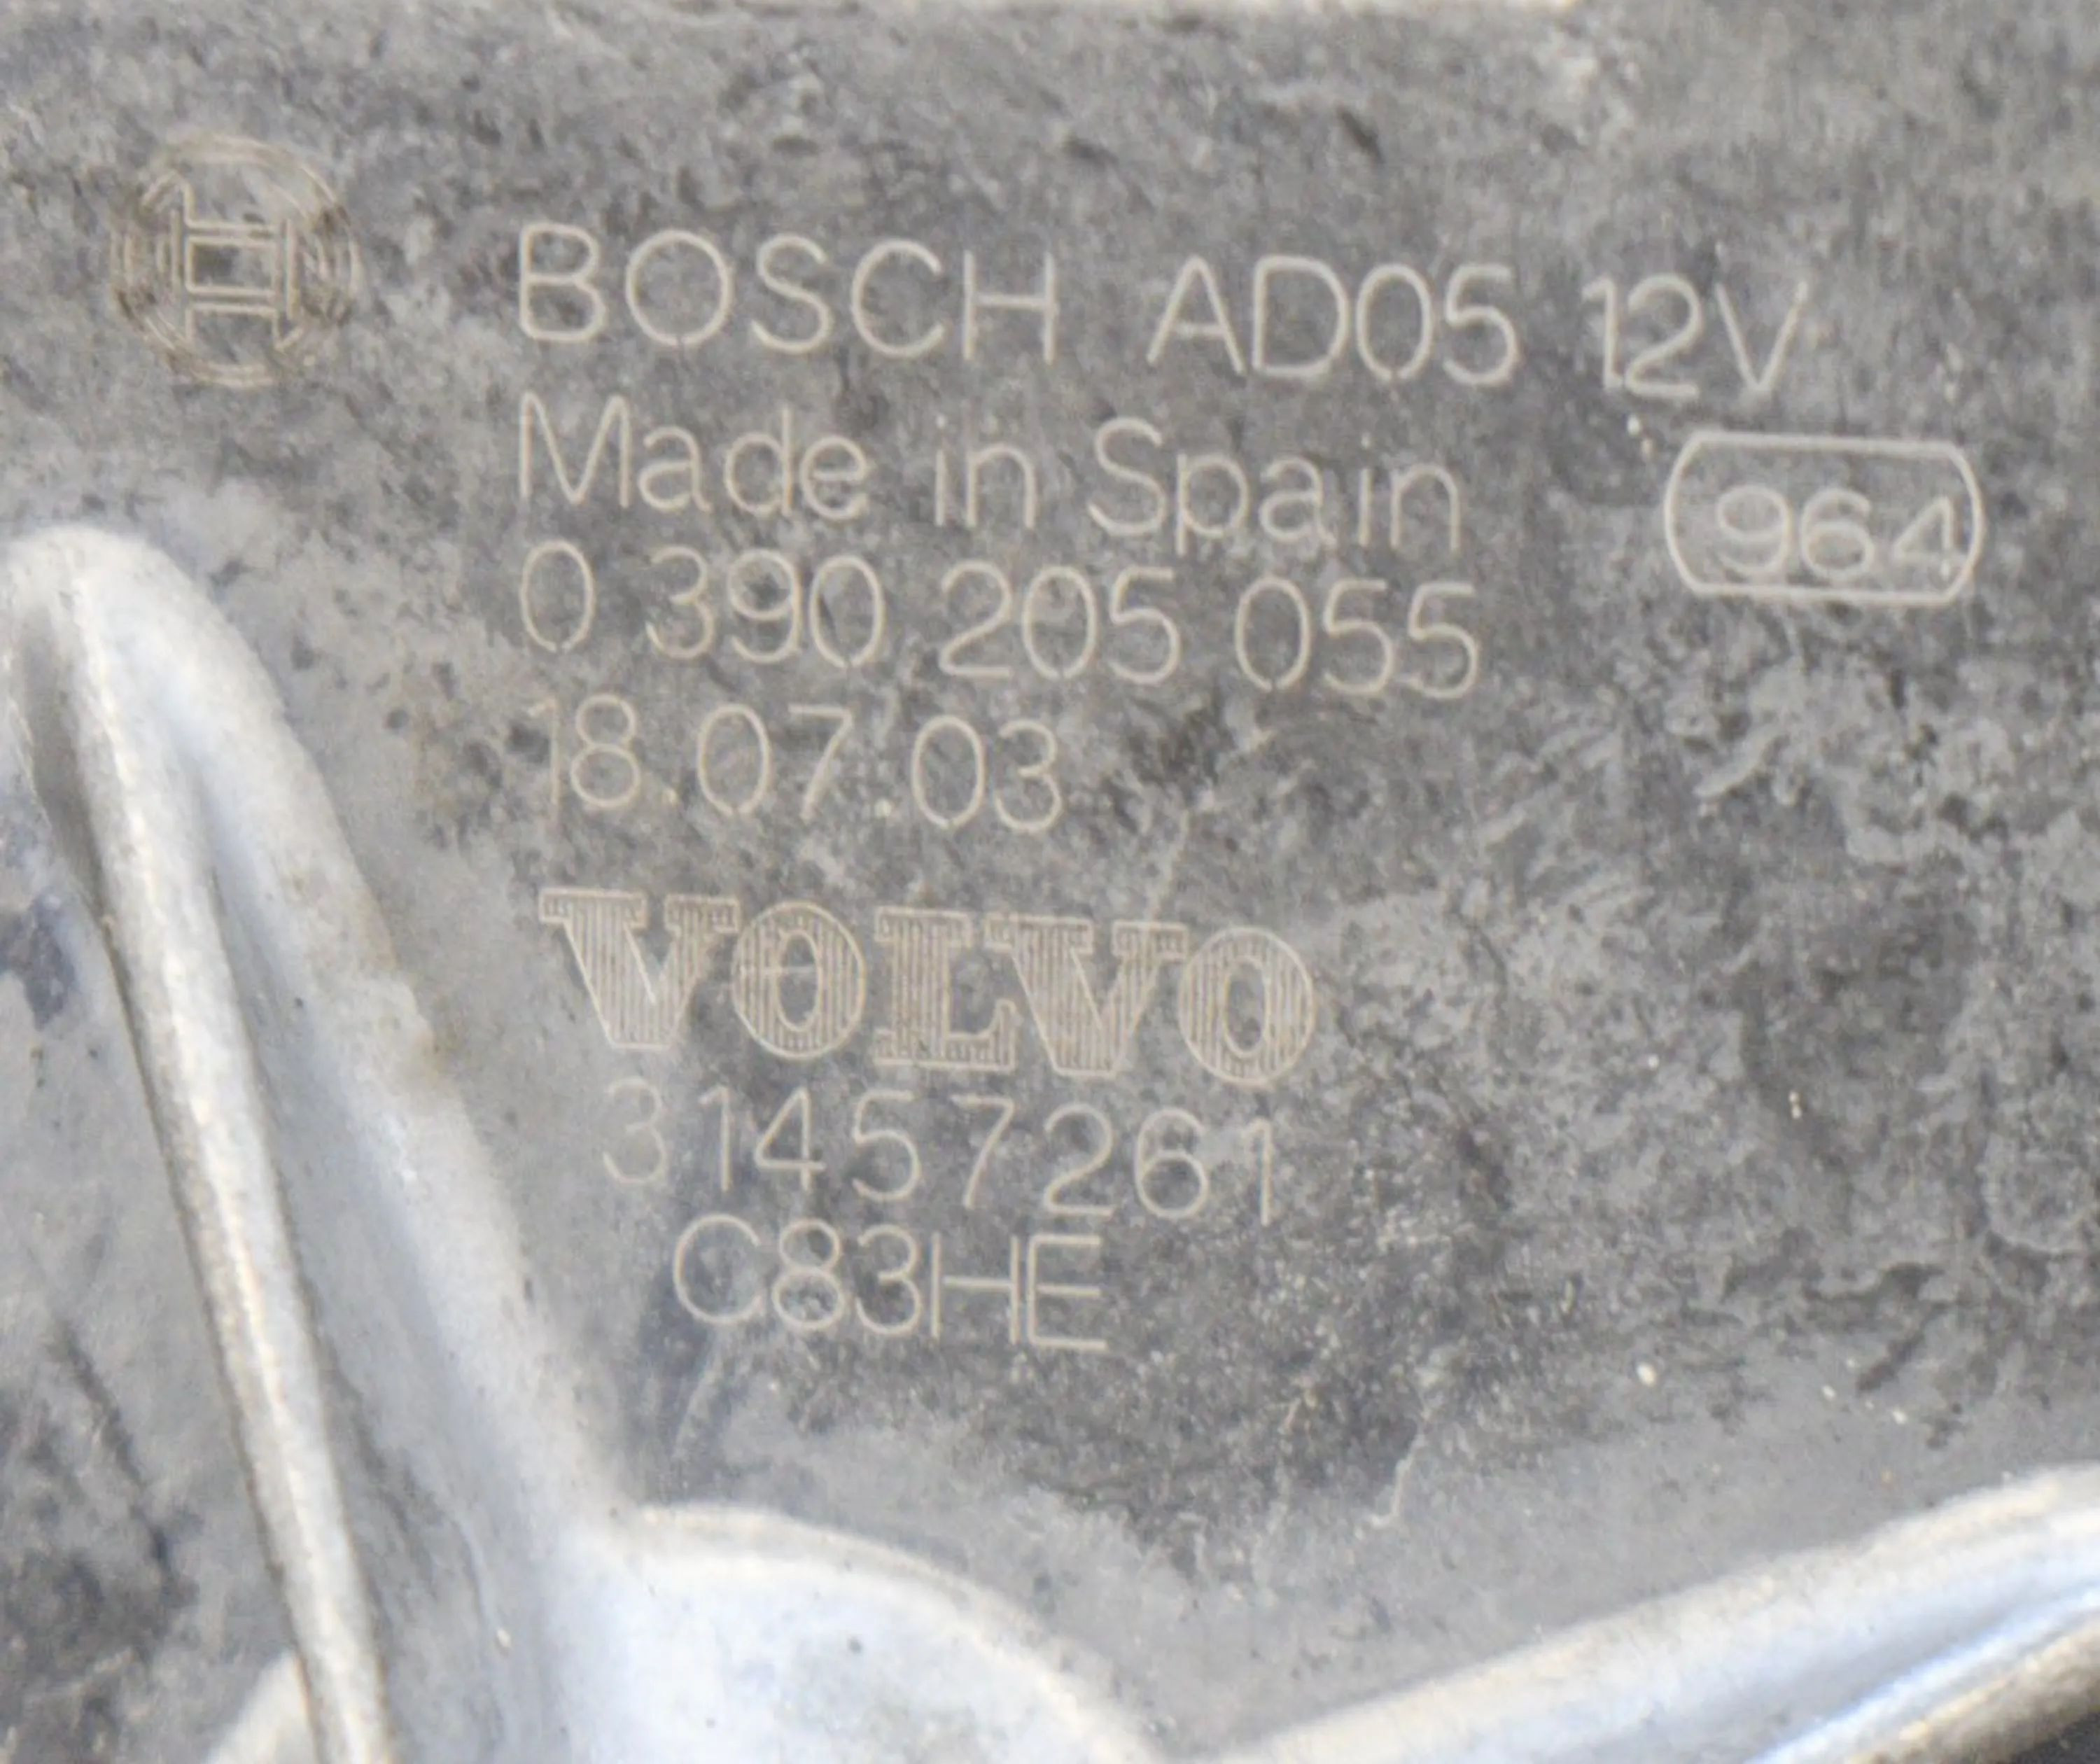 BOSCH AD05 12V
Made in Spain
964
0 390 205 055
18 07 03
VOLVO
31457261
C83HE